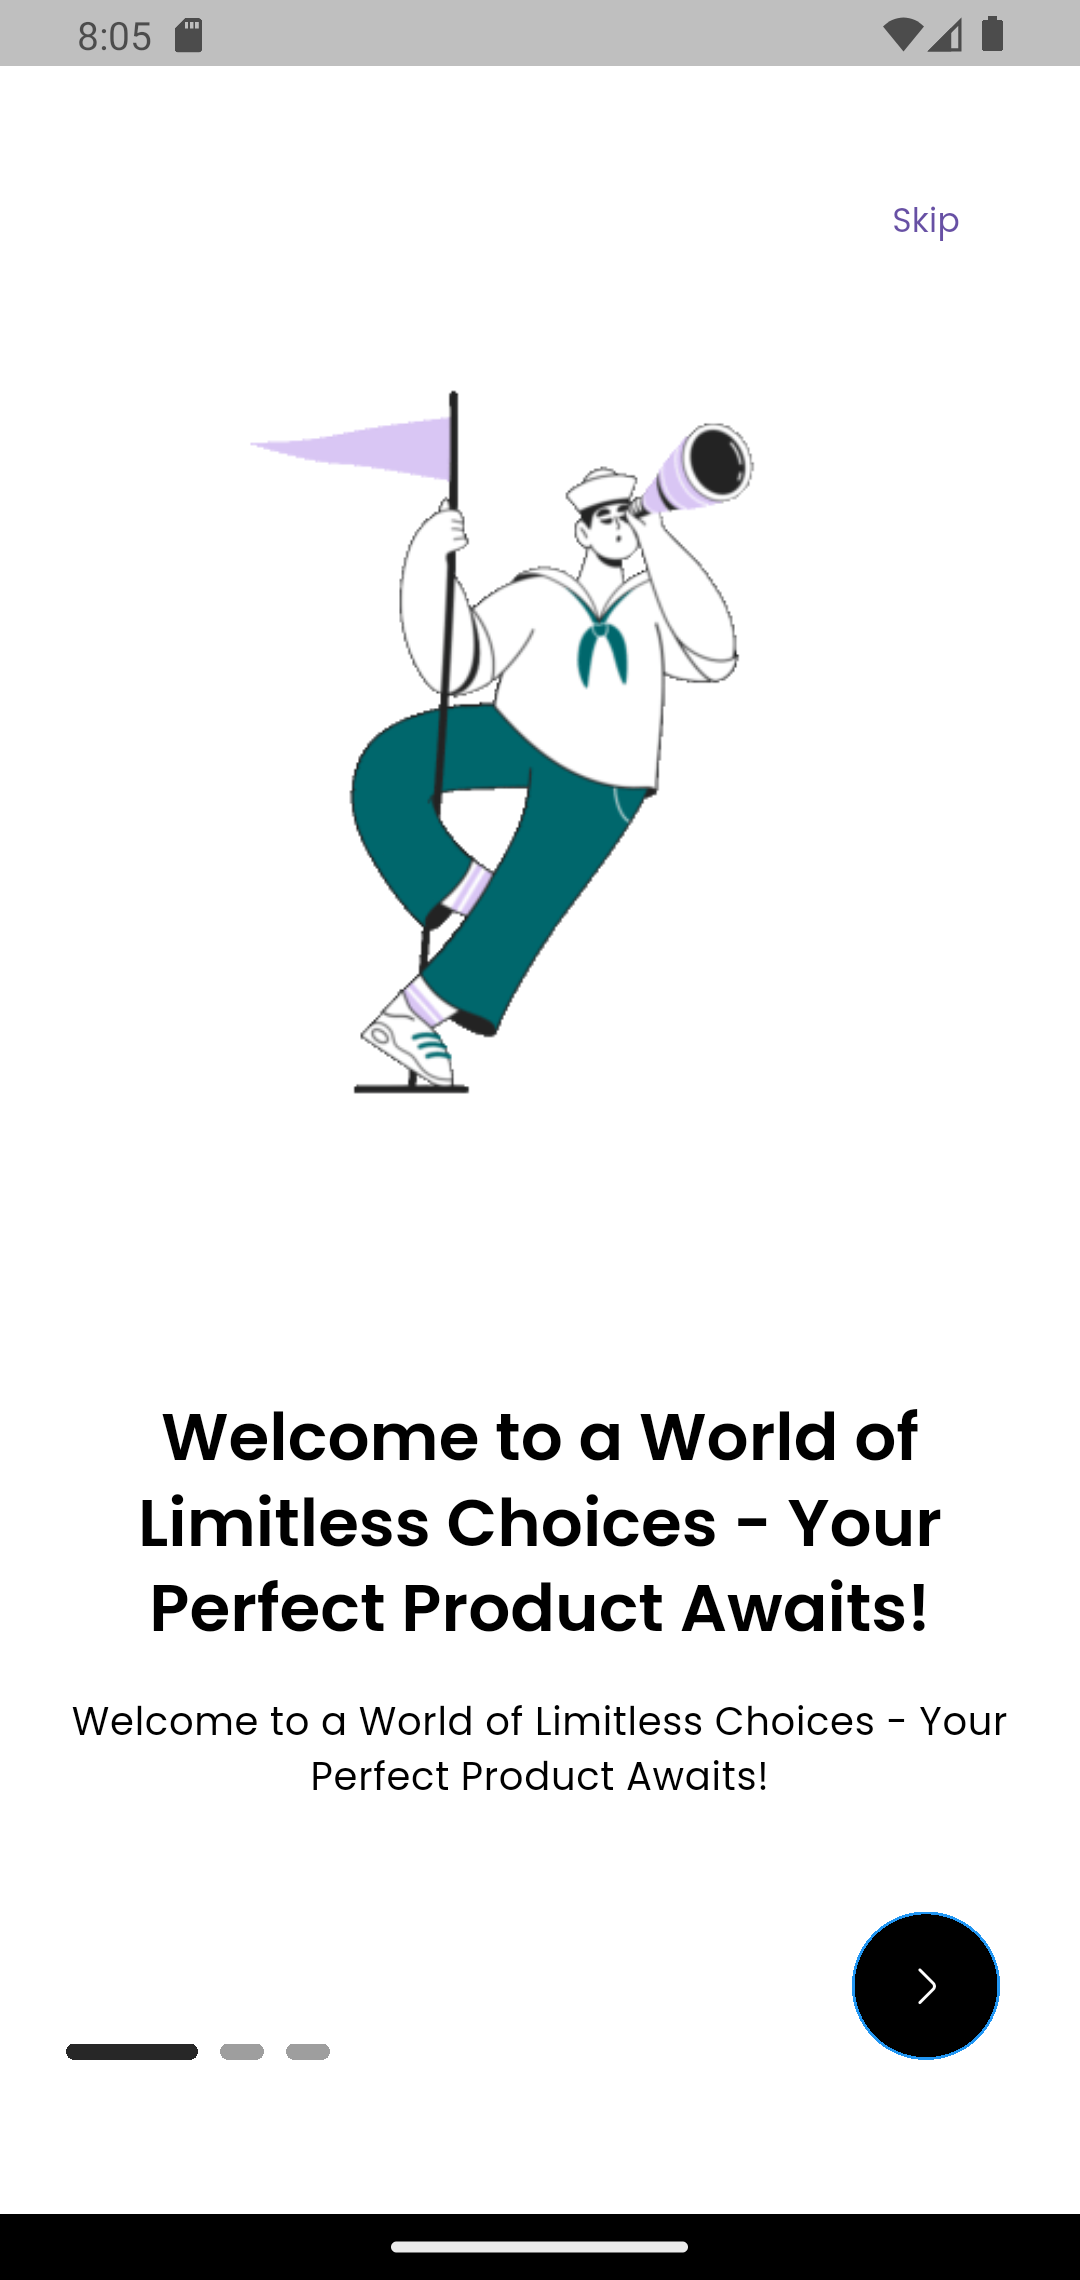 8:05
Skip
Welcome to a World of
Limitless Choices - Your
Perfect Product Awaits!
Welcome to a World of Limitless Choices - Your
Perfect Product Awaits!